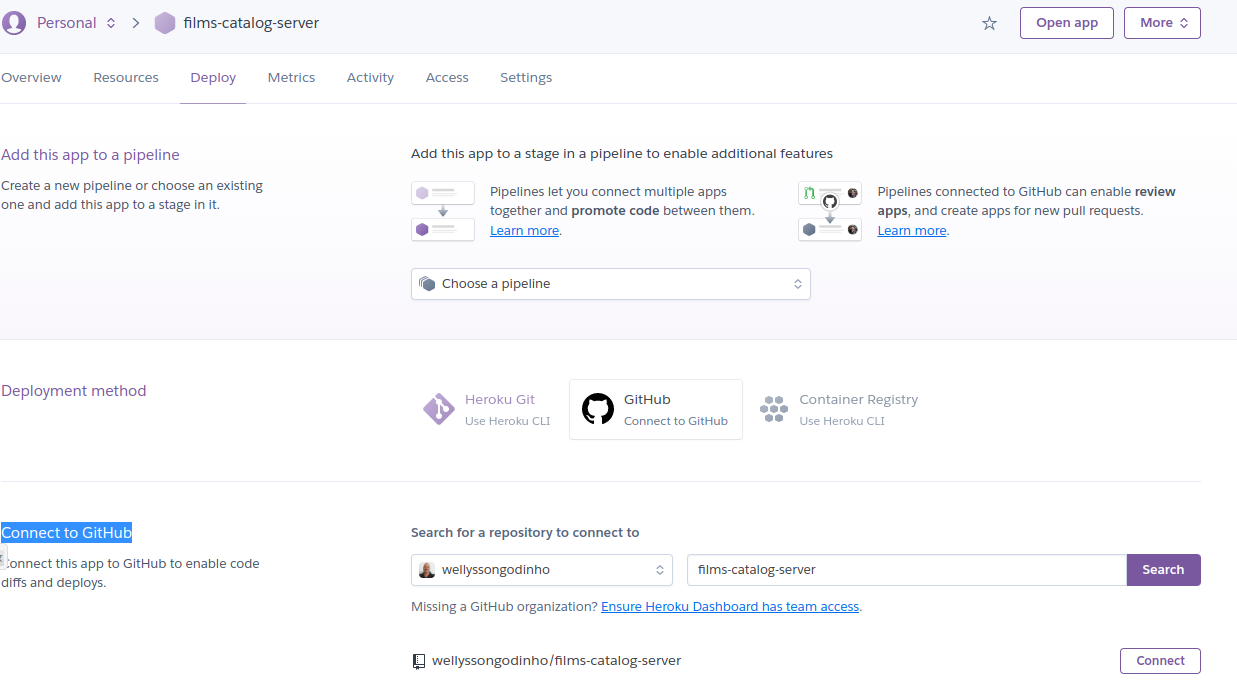 Personal films-catalog-server Open app More
Overview Resources Deploy Metrics Activity Access Settings
Add this app to a pipeline
Create a new pipeline or choose an existing
one and add this app to a stage in it.
Add this app to a stage in a pipeline to enable additional features
Pipelines let you connect multiple apps
together and promote code between them.
Learn more.
Pipelines connected to GitHub can enable review
apps, and create apps for new pull requests.
Learn more.
Choose a pipeline
Deployment method
Heroku Git
Use Heroku CLI
GitHub
Connect to GitHub
Container Registry
Use Heroku CLI
Connect to GitHub
Connect this app to GitHub to enable code
diffs and deploys.
Search for a repository to connect to
wellyssongodinho films-catalog-server Search
Missing a GitHub organization? Ensure Heroku Dashboard has team access.
wellyssongodinho/films-catalog-server Connect